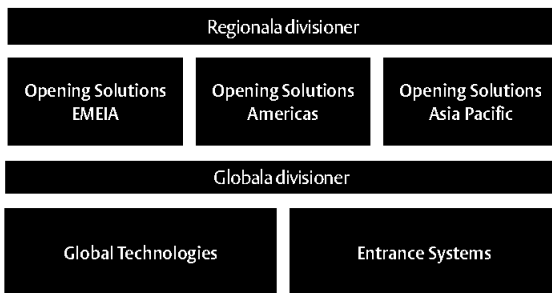 Regionala divisioner
Opening Solutions
EMEIA
Opening Solutions
Americas
Opening Solutions
Asia Pacific
Globala divisioner
Global Technologies
Entrance Systems